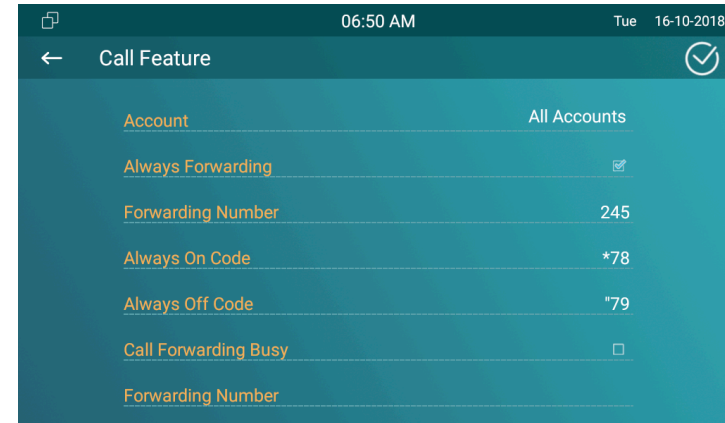 06:50 AM Tue 16-10-2018
Call Feature
Account All Accounts
Always Forwarding
Forwarding Number 245
Always On Code *78
Always Off Code "79
Call Forwarding Busy
Forwarding Number